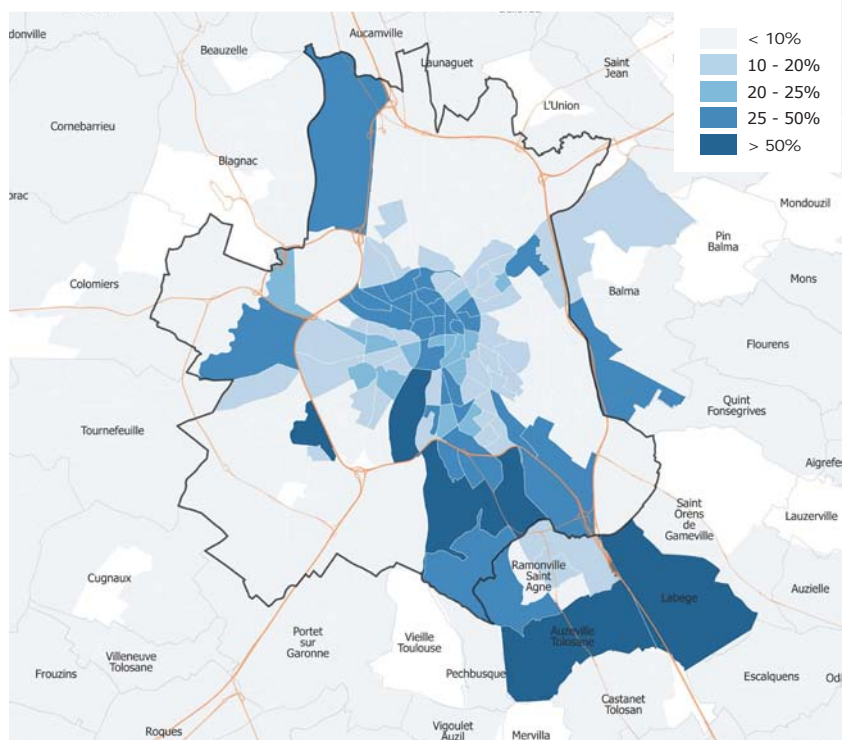 < 10%
10 - 20%
20 - 25%
25 - 50%
> 50%
Aucamville
Beauzelle
Launaguet
Saint
Jean
L'Union
Cornebarrieu
Blagnac
Mondouzil
Pin
Balma
Colomiers
Balma
Mons
Flourens
Quint
Fonsegrives
Tournefeuille
Saint
Orens
de
Gameville
Lauzerville
Ramonville
Saint
Agne
Cugnaux
Labège
Auzielle
Portet
sur
Garonne
Vieille
Toulouse
Auzeville
Tolosane
Villeneuve
Tolosane
Frouzins
Pechbusque
Escalquens
Castanet
Tolosan
Roques
Vigoulet
Auzil
Mervilla